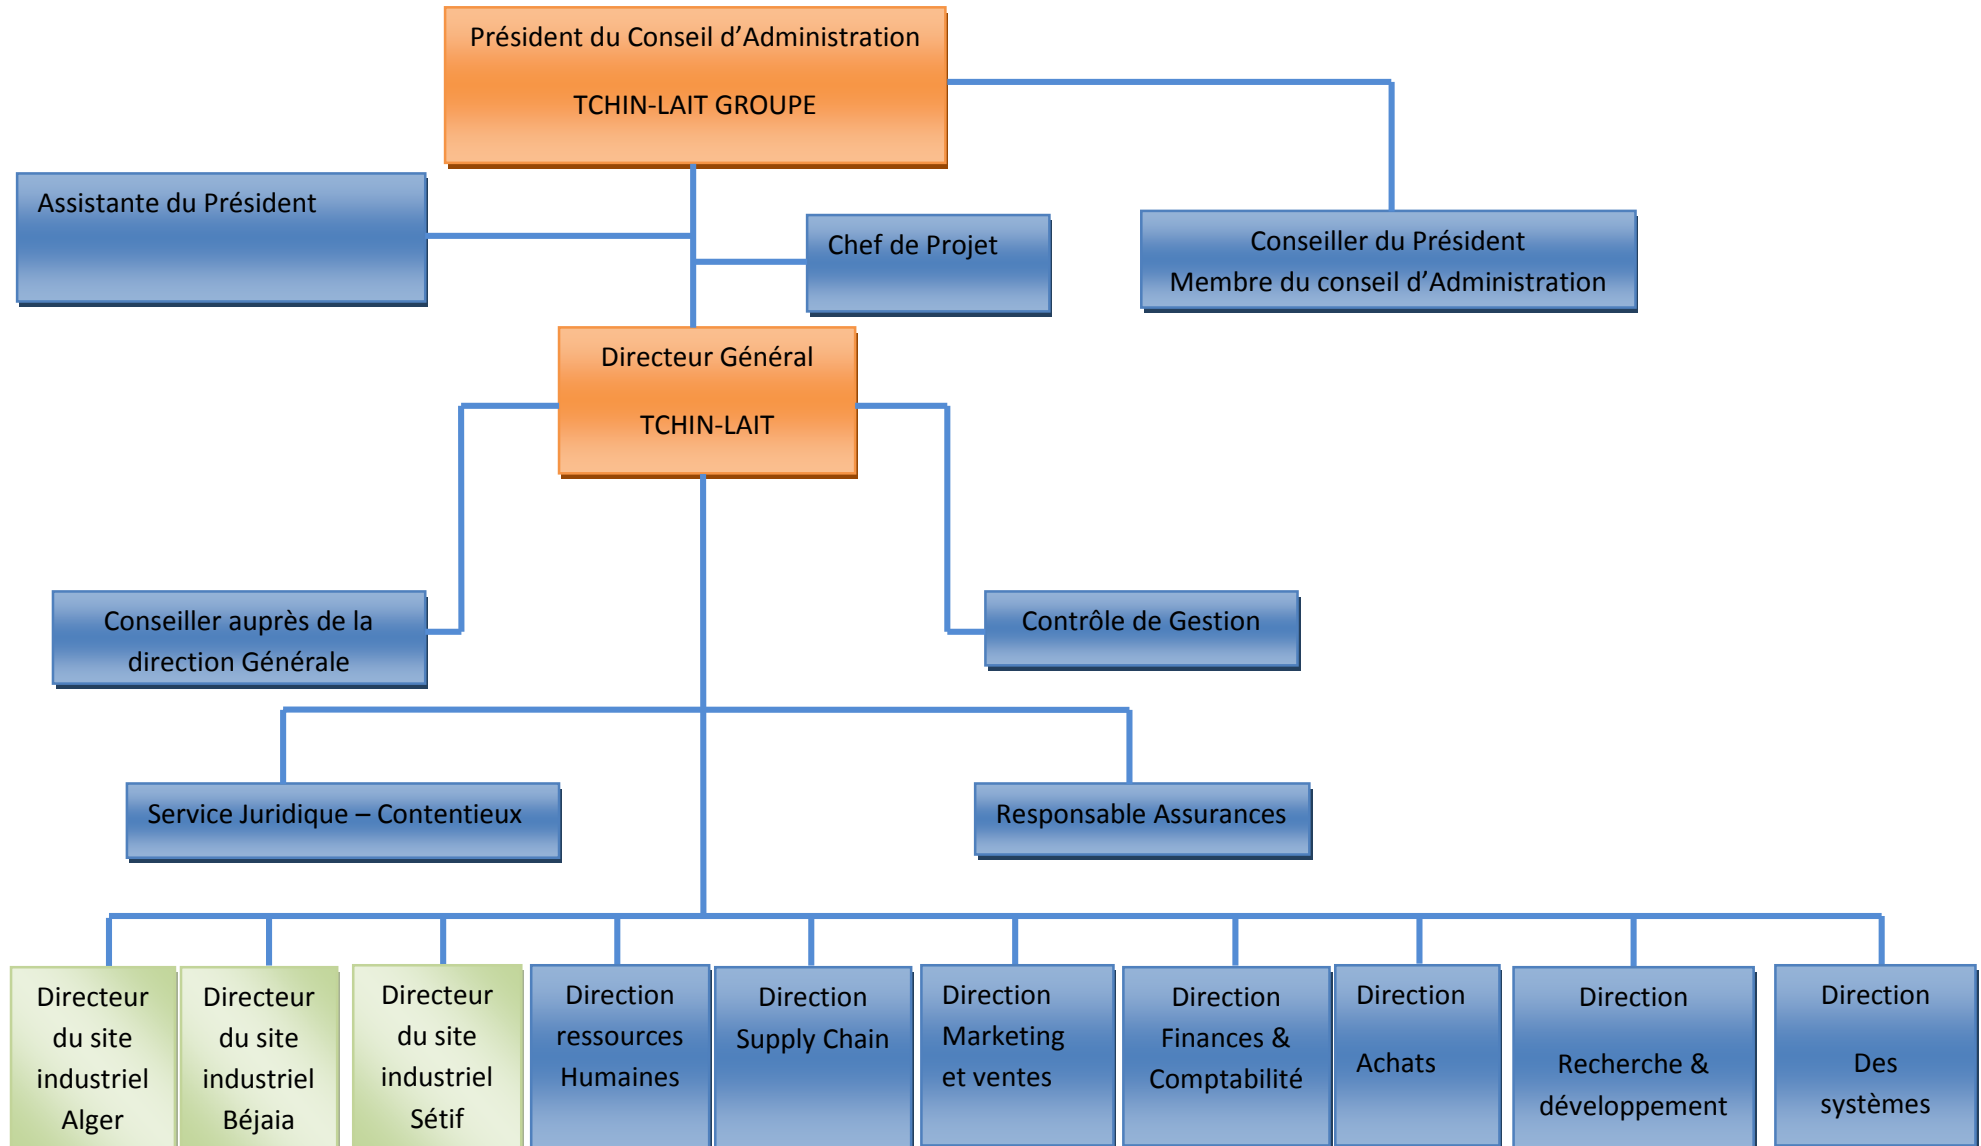 Président du Conseil d’Administration
TCHIN-LAIT GROUPE
Assistante du Président
Chef de Projet
Conseiller du Président
Membre du conseil d’Administration
Directeur Général
TCHIN-LAIT
Conseiller auprès de la
direction Générale
Contrôle de Gestion
Service Juridique – Contentieux
Responsable Assurances
Directeur
du site
industriel
Alger
Directeur
du site
industriel
Béjaia
Directeur
du site
industriel
Sétif
Direction
ressources
Humaines
Direction
Supply Chain
Direction
Marketing
et ventes
Direction
Finances &
Comptabilité
Direction
Achats
Direction
Recherche &
développement
Direction
Des
systèmes